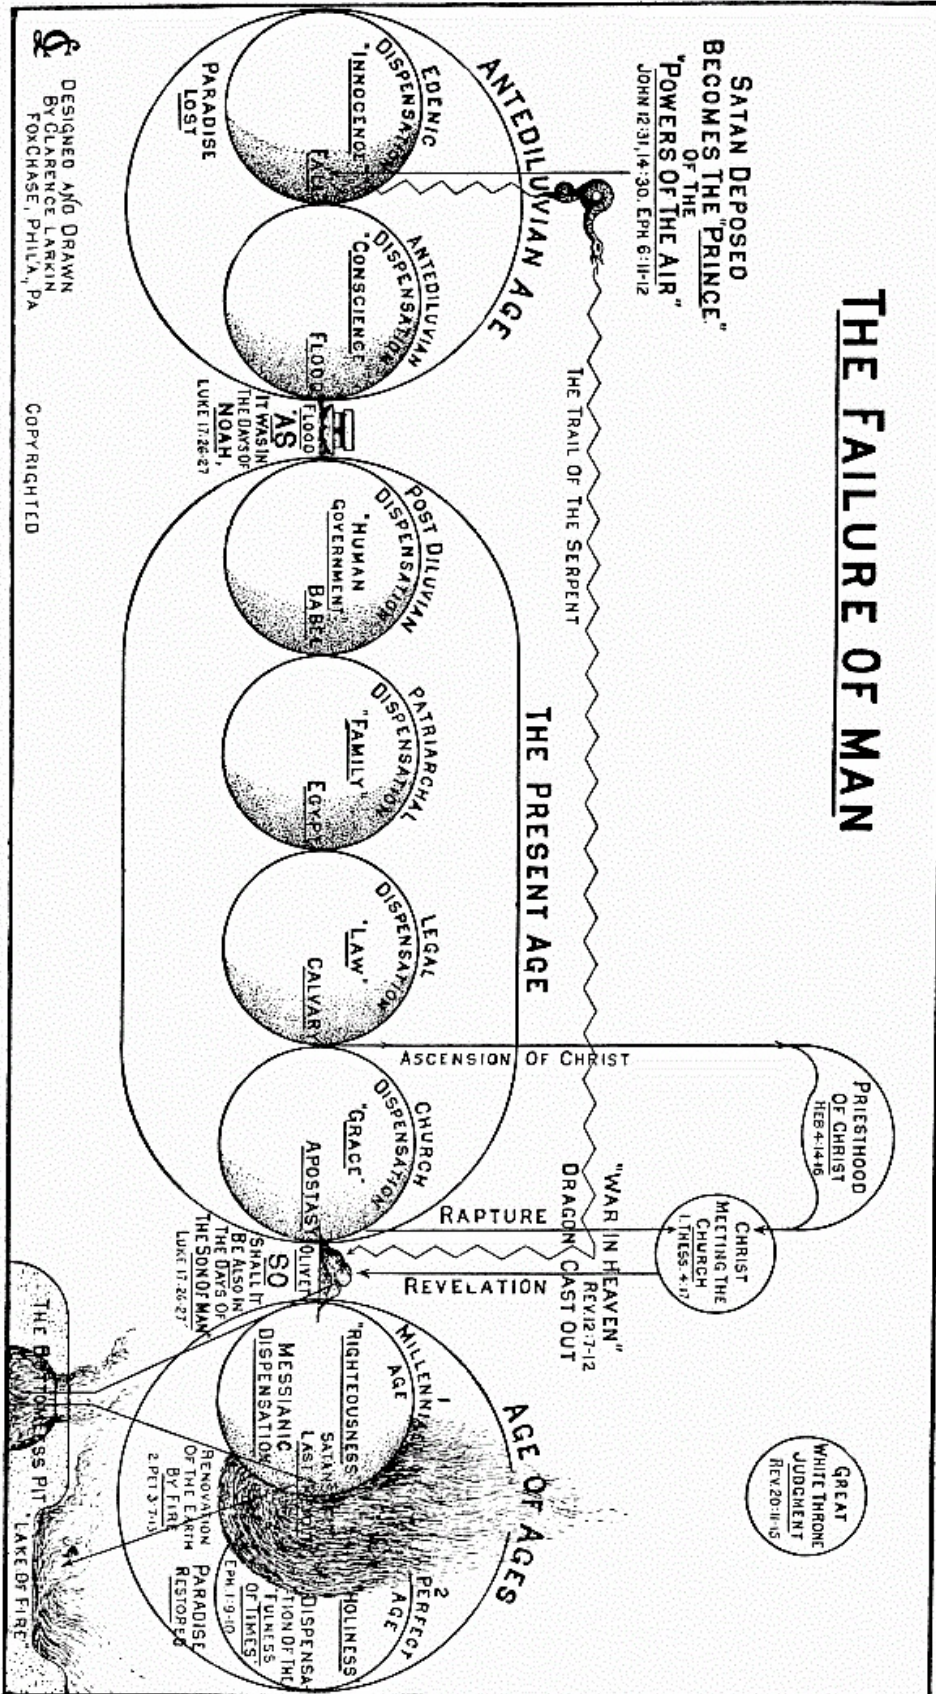 THE FAILURE OF MAN
SATAN DEPOSED
BECOMES THE "PRINCE"
OF THE
"POWERS OF THE AIR"
JOHN 12:31, 14:30. EPH 6:11-12
THE TRAIL OF THE SERPENT
"WAR IN HEAVEN"
REV. 12:7-12
DRAGON CAST OUT
PRIESTHOOD
OF CHRIST
HEB 4:14-16
CHRIST
MEETING THE
CHURCH
1. THESS. 4:17
GREAT
WHITE THRONE
JUDGMENT
REV. 20:11-15
ASCENSION OF CHRIST
RAPTURE
REVELATION
ANTEDILUVIAN AGE
EDENIC
DISPENSATION
"INNOCENCE"
FALL
PARADISE
LOST
ANTEDILUVIAN
DISPENSATION
"CONSCIENCE
FLOOD
FLOOD
"AS
IT WAS IN
THE DAYS OF
NOAH,
LUKE 17:26-27
THE PRESENT AGE
POST DILUVIAN
DISPENSATION
"HUMAN
GOVERNMENT"
BABEL
PATRIARCHAL
DISPENSATION
"FAMILY"
EGYPT
LEGAL
DISPENSATION
"LAW"
CALVARY
CHURCH
DISPENSATION
"GRACE"
APOSTASY
OLIVET
SO
SHALL IT
BE ALSO IN
THE DAYS OF
THE SON OF MAN"
LUKE 17:26-27
AGE OF AGES
1
MILLENNIAL
AGE
"RIGHTEOUSNESS"
SATAN'S
LAST
MESSIANIC
DISPENSATION
RENOVATION
OF THE EARTH
BY FIRE
2 PET 3:7-13
2
PERFECT
AGE
"HOLINESS"
DISPENSA
TION OF THE
FULNESS
OF TIMES"
EPH. 1:9-10
PARADISE
RESTORED
THE BOTTOMLESS PIT
"LAKE OF FIRE"
DESIGNED AND DRAWN
BY CLARENCE LARKIN
FOXCHASE, PHILA, PA
COPYRIGHTED